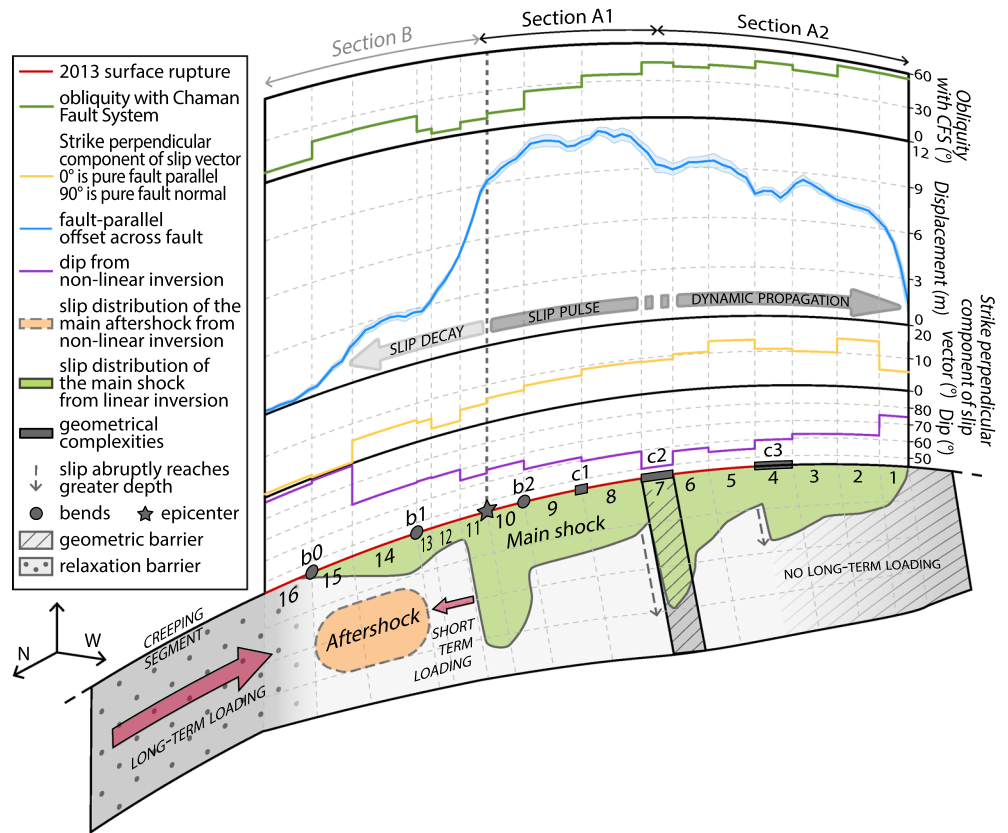 Section B
Section A1
Section A2
2013 surface rupture
obliquity with Chaman
Fault System
Strike perpendicular
component of slip vector
0° is pure fault parallel
90° is pure fault normal
fault-parallel
offset across fault
dip from
non-linear inversion
slip distribution of the
main aftershock from
non-linear inversion
slip distribution of
the main shock
from linear inversion
geometrical
complexities
slip abruptly reaches
greater depth
bends
epicenter
geometric barrier
relaxation barrier
60
30
0
Obliquity
with CFS (°)
12
9
6
3
0
Displacement (m)
20
10
0
Strike perpendicular
component of slip
vector (°)
80
70
60
50
Dip (°)
SLIP DECAY
SLIP PULSE
DYNAMIC PROPAGATION
b0
b1
b2
c1
c2
c3
16
15
14
13
12
11
10
9
8
7
6
5
4
3
2
1
Main shock
Aftershock
SHORT
TERM
LOADING
NO LONG-TERM LOADING
CREEPING
SEGMENT
LONG-TERM LOADING
N
W